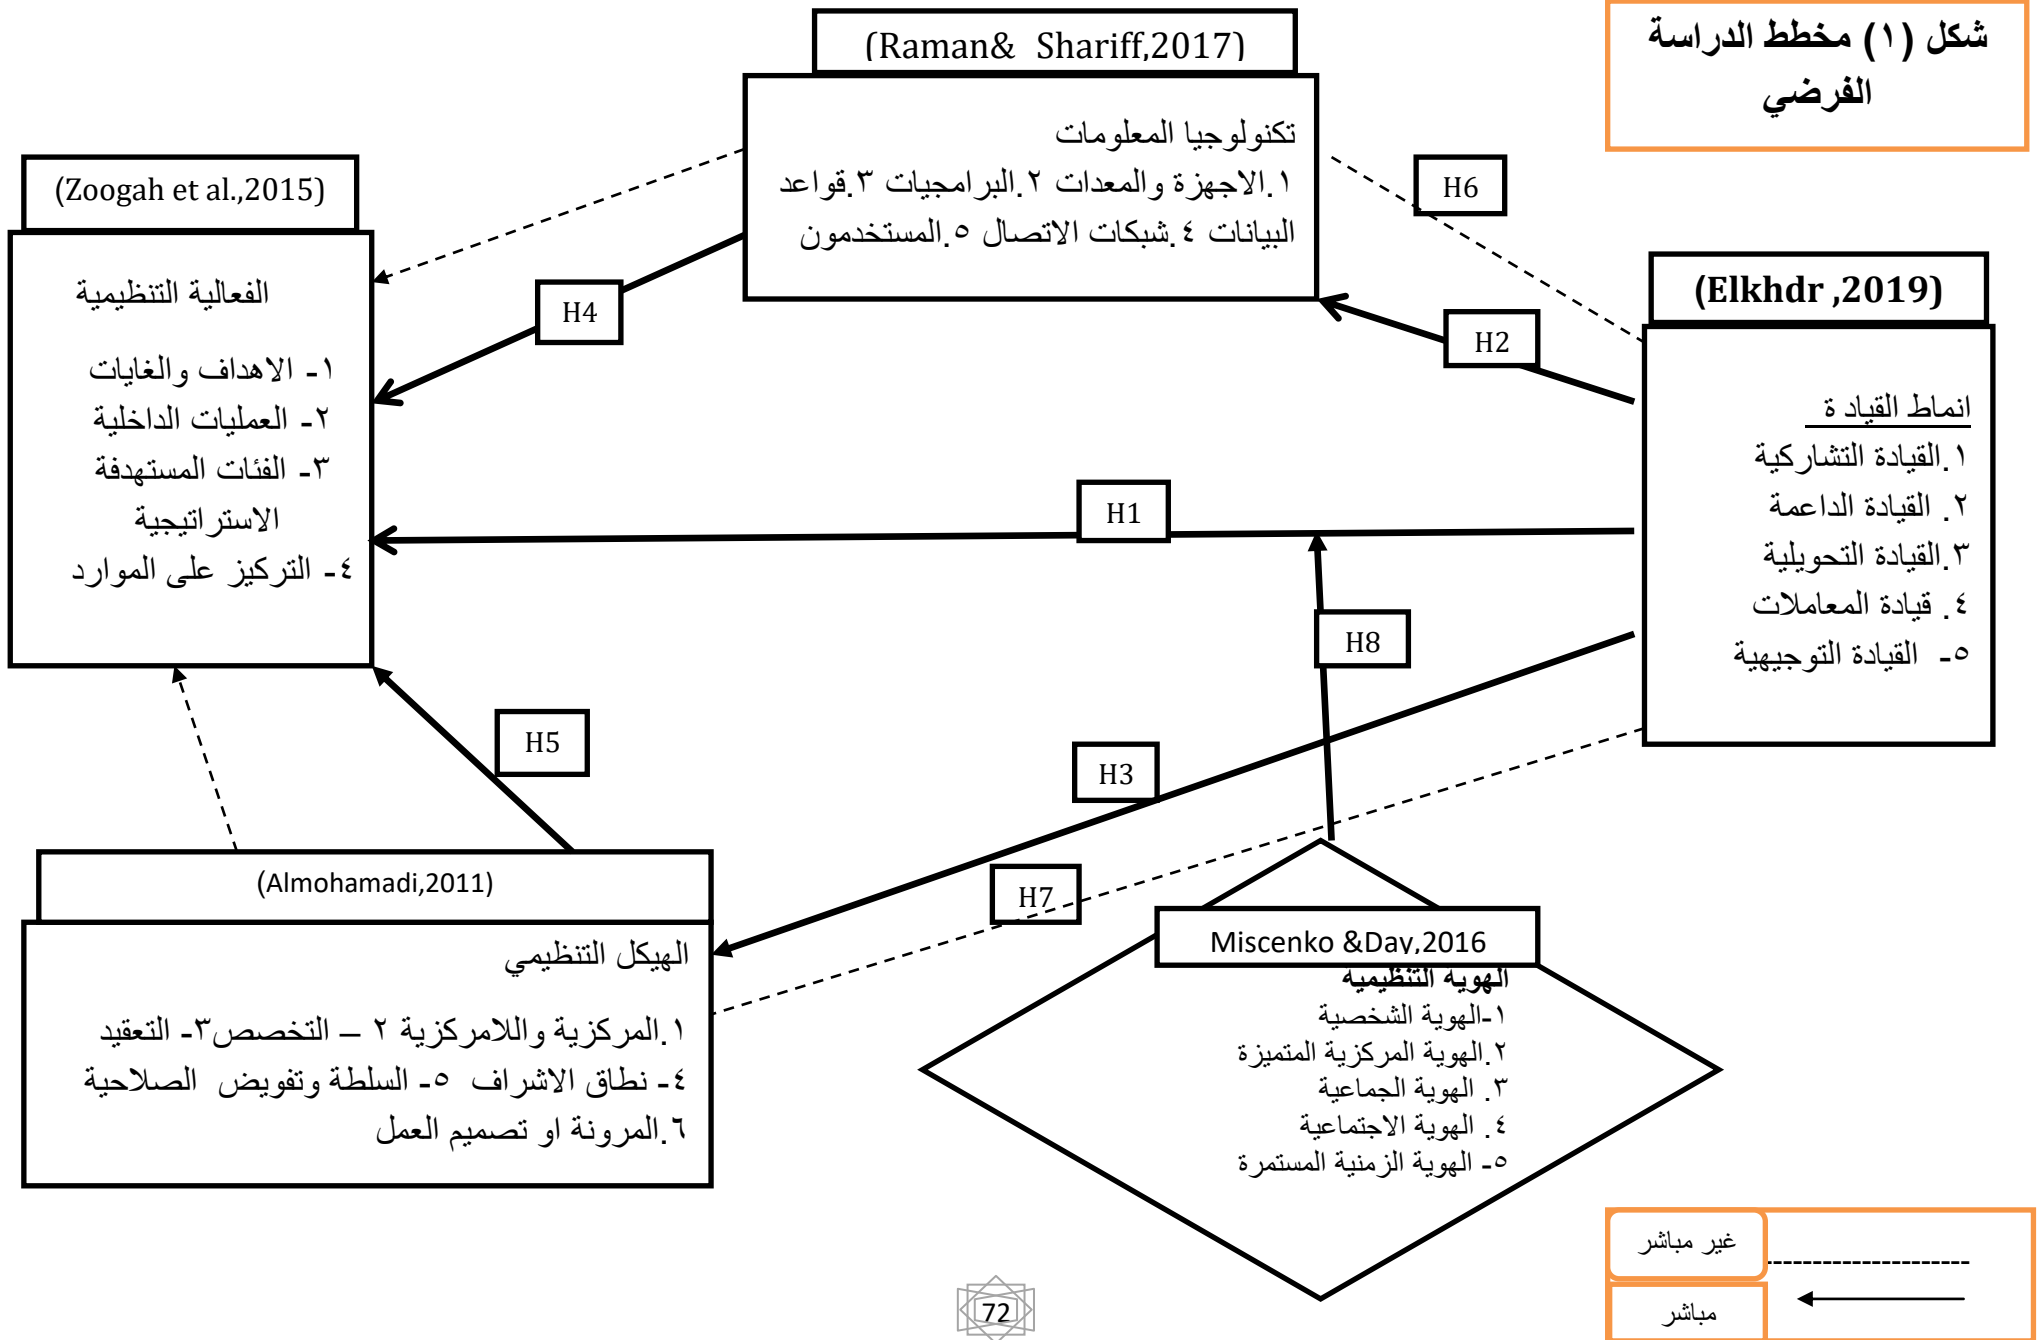 شكل (١) مخطط الدراسة
الفرضي
(Raman& Shariff,2017)
تكنولوجيا المعلومات
١.الاجهزة والمعدات ٢.البرامجيات ٣.قواعد
البيانات ٤.شبكات الاتصال ٥.المستخدمون
H6
(Zoogah et al.,2015)
الفعالية التنظيمية
١- الاهداف والغايات
٢- العمليات الداخلية
٣- الفئات المستهدفة
الاستراتيجية
٤- التركيز على الموارد
H4
H2
(Elkhdr ,2019)
انماط القياد ة
١.القيادة التشاركية
٢. القيادة الداعمة
٣.القيادة التحويلية
٤. قيادة المعاملات
٥- القيادة التوجيهية
H1
H8
H5
H3
H7
(Almohamadi,2011)
الهيكل التنظيمي
١.المركزية واللامركزية ٢ – التخصص٣- التعقيد
٤- نطاق الاشراف ٥- السلطة وتفويض الصلاحية
٦.المرونة او تصميم العمل
Miscenko &Day,2016
الهوية التنظيمية
١-الهوية الشخصية
٢.الهوية المركزية المتميزة
٣. الهوية الجماعية
٤. الهوية الاجتماعية
٥- الهوية الزمنية المستمرة
غير مباشر
مباشر
72